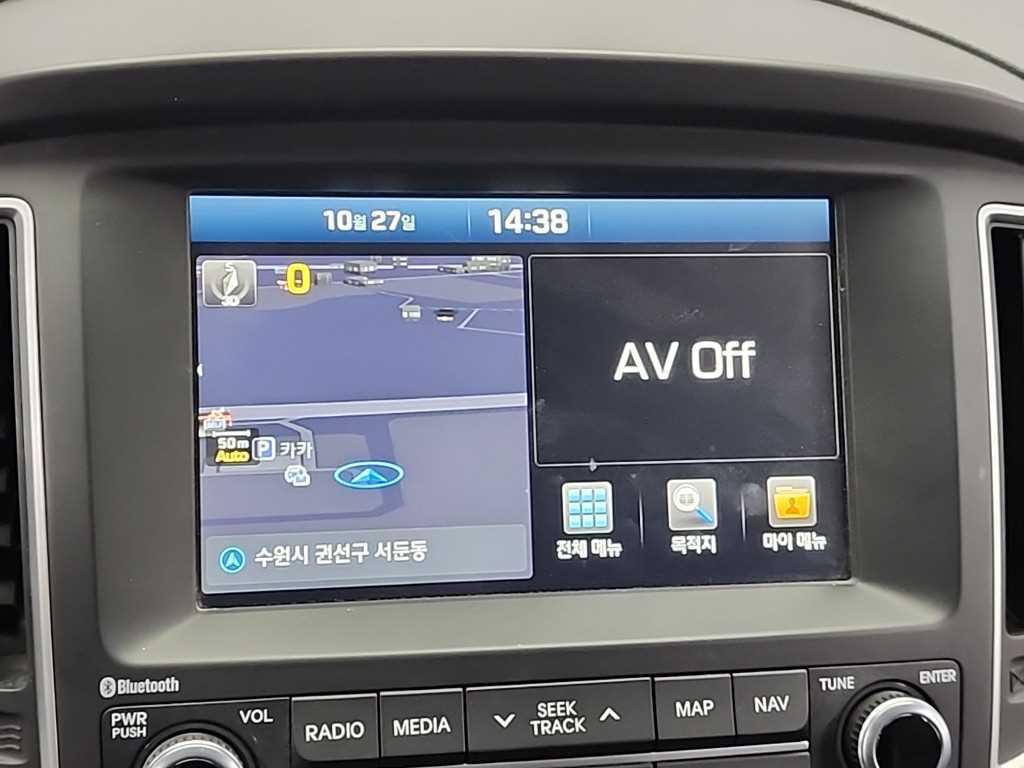 10월 27일 14:38
3D
0
AV Off
50m
Auto
P 카카
수원시 권선구 서둔동
전체 메뉴 목적지 마이 메뉴
Bluetooth
PWR
PUSH
VOL
RADIO
MEDIA
SEEK
TRACK
MAP
NAV
TUNE
ENTER